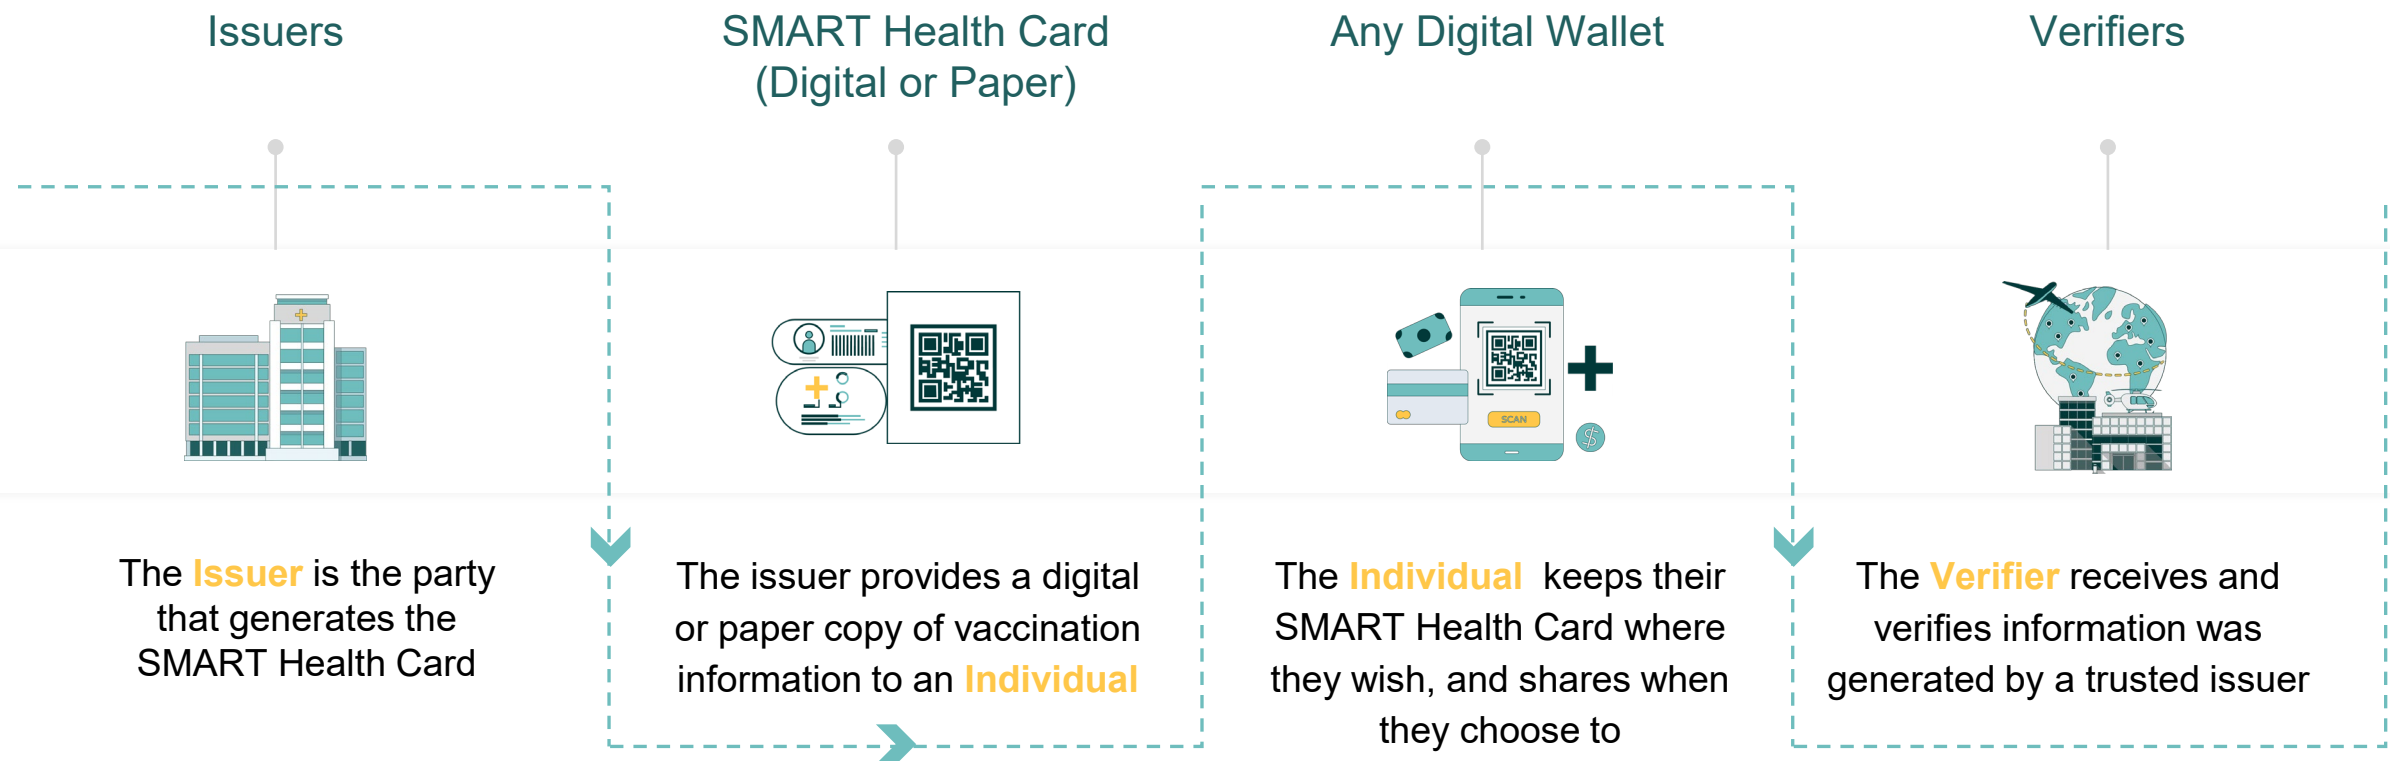 Issuers
SMART Health Card
(Digital or Paper)
Any Digital Wallet
Verifiers
SCAN
The Issuer is the party
that generates the
SMART Health Card
The issuer provides a digital
or paper copy of vaccination
information to an Individual
The Individual keeps their
SMART Health Card where
they wish, and shares when
they choose to
The Verifier receives and
verifies information was
generated by a trusted issuer